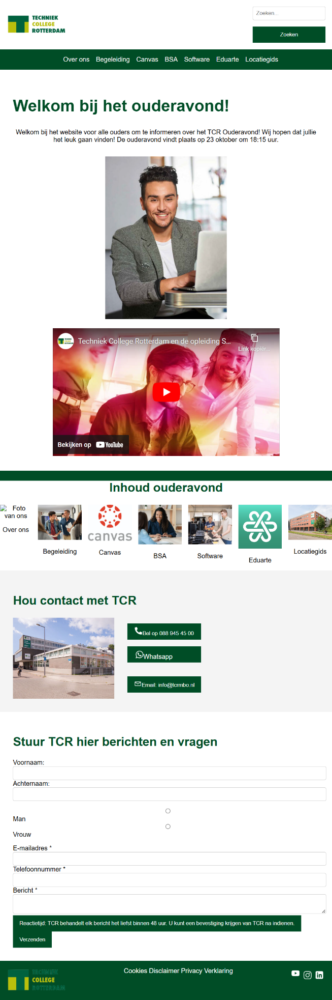 TECHNIEK
COLLEGE
ROTTERDAM
Zoeken...
Zoeken
Over ons Begeleiding Canvas BSA Software Eduarte Locatiegids
Welkom bij het ouderavond!
Welkom bij het website voor alle ouders om te informeren over het TCR Ouderavond! Wij hopen dat jullie
het leuk gaan vinden! De ouderavond vindt plaats op 23 oktober om 18:15 uur.
Techniek College Rotterdam en de opleiding S...
Link kopiër...
Bekijken op YouTube
Inhoud ouderavond
Foto
van ons
Over ons
Begeleiding
canvas
Canvas
BSA
Software
Eduarte
Locatiegids
Hou contact met TCR
Bel op 088 945 45 00
Whatsapp
Email: info@tcrmbo.nl
Stuur TCR hier berichten en vragen
Voornaam:
Achternaam:
Man
Vrouw
E-mailadres *
Telefoonnummer *
Bericht *
Reactietijd: TCR behandelt elk bericht het liefst binnen 48 uur. U kunt een bevestiging krijgen van TCR na indienen.
Verzenden
TECHNIEK
COLLEGE
ROTTERDAM
Cookies Disclaimer Privacy Verklaring